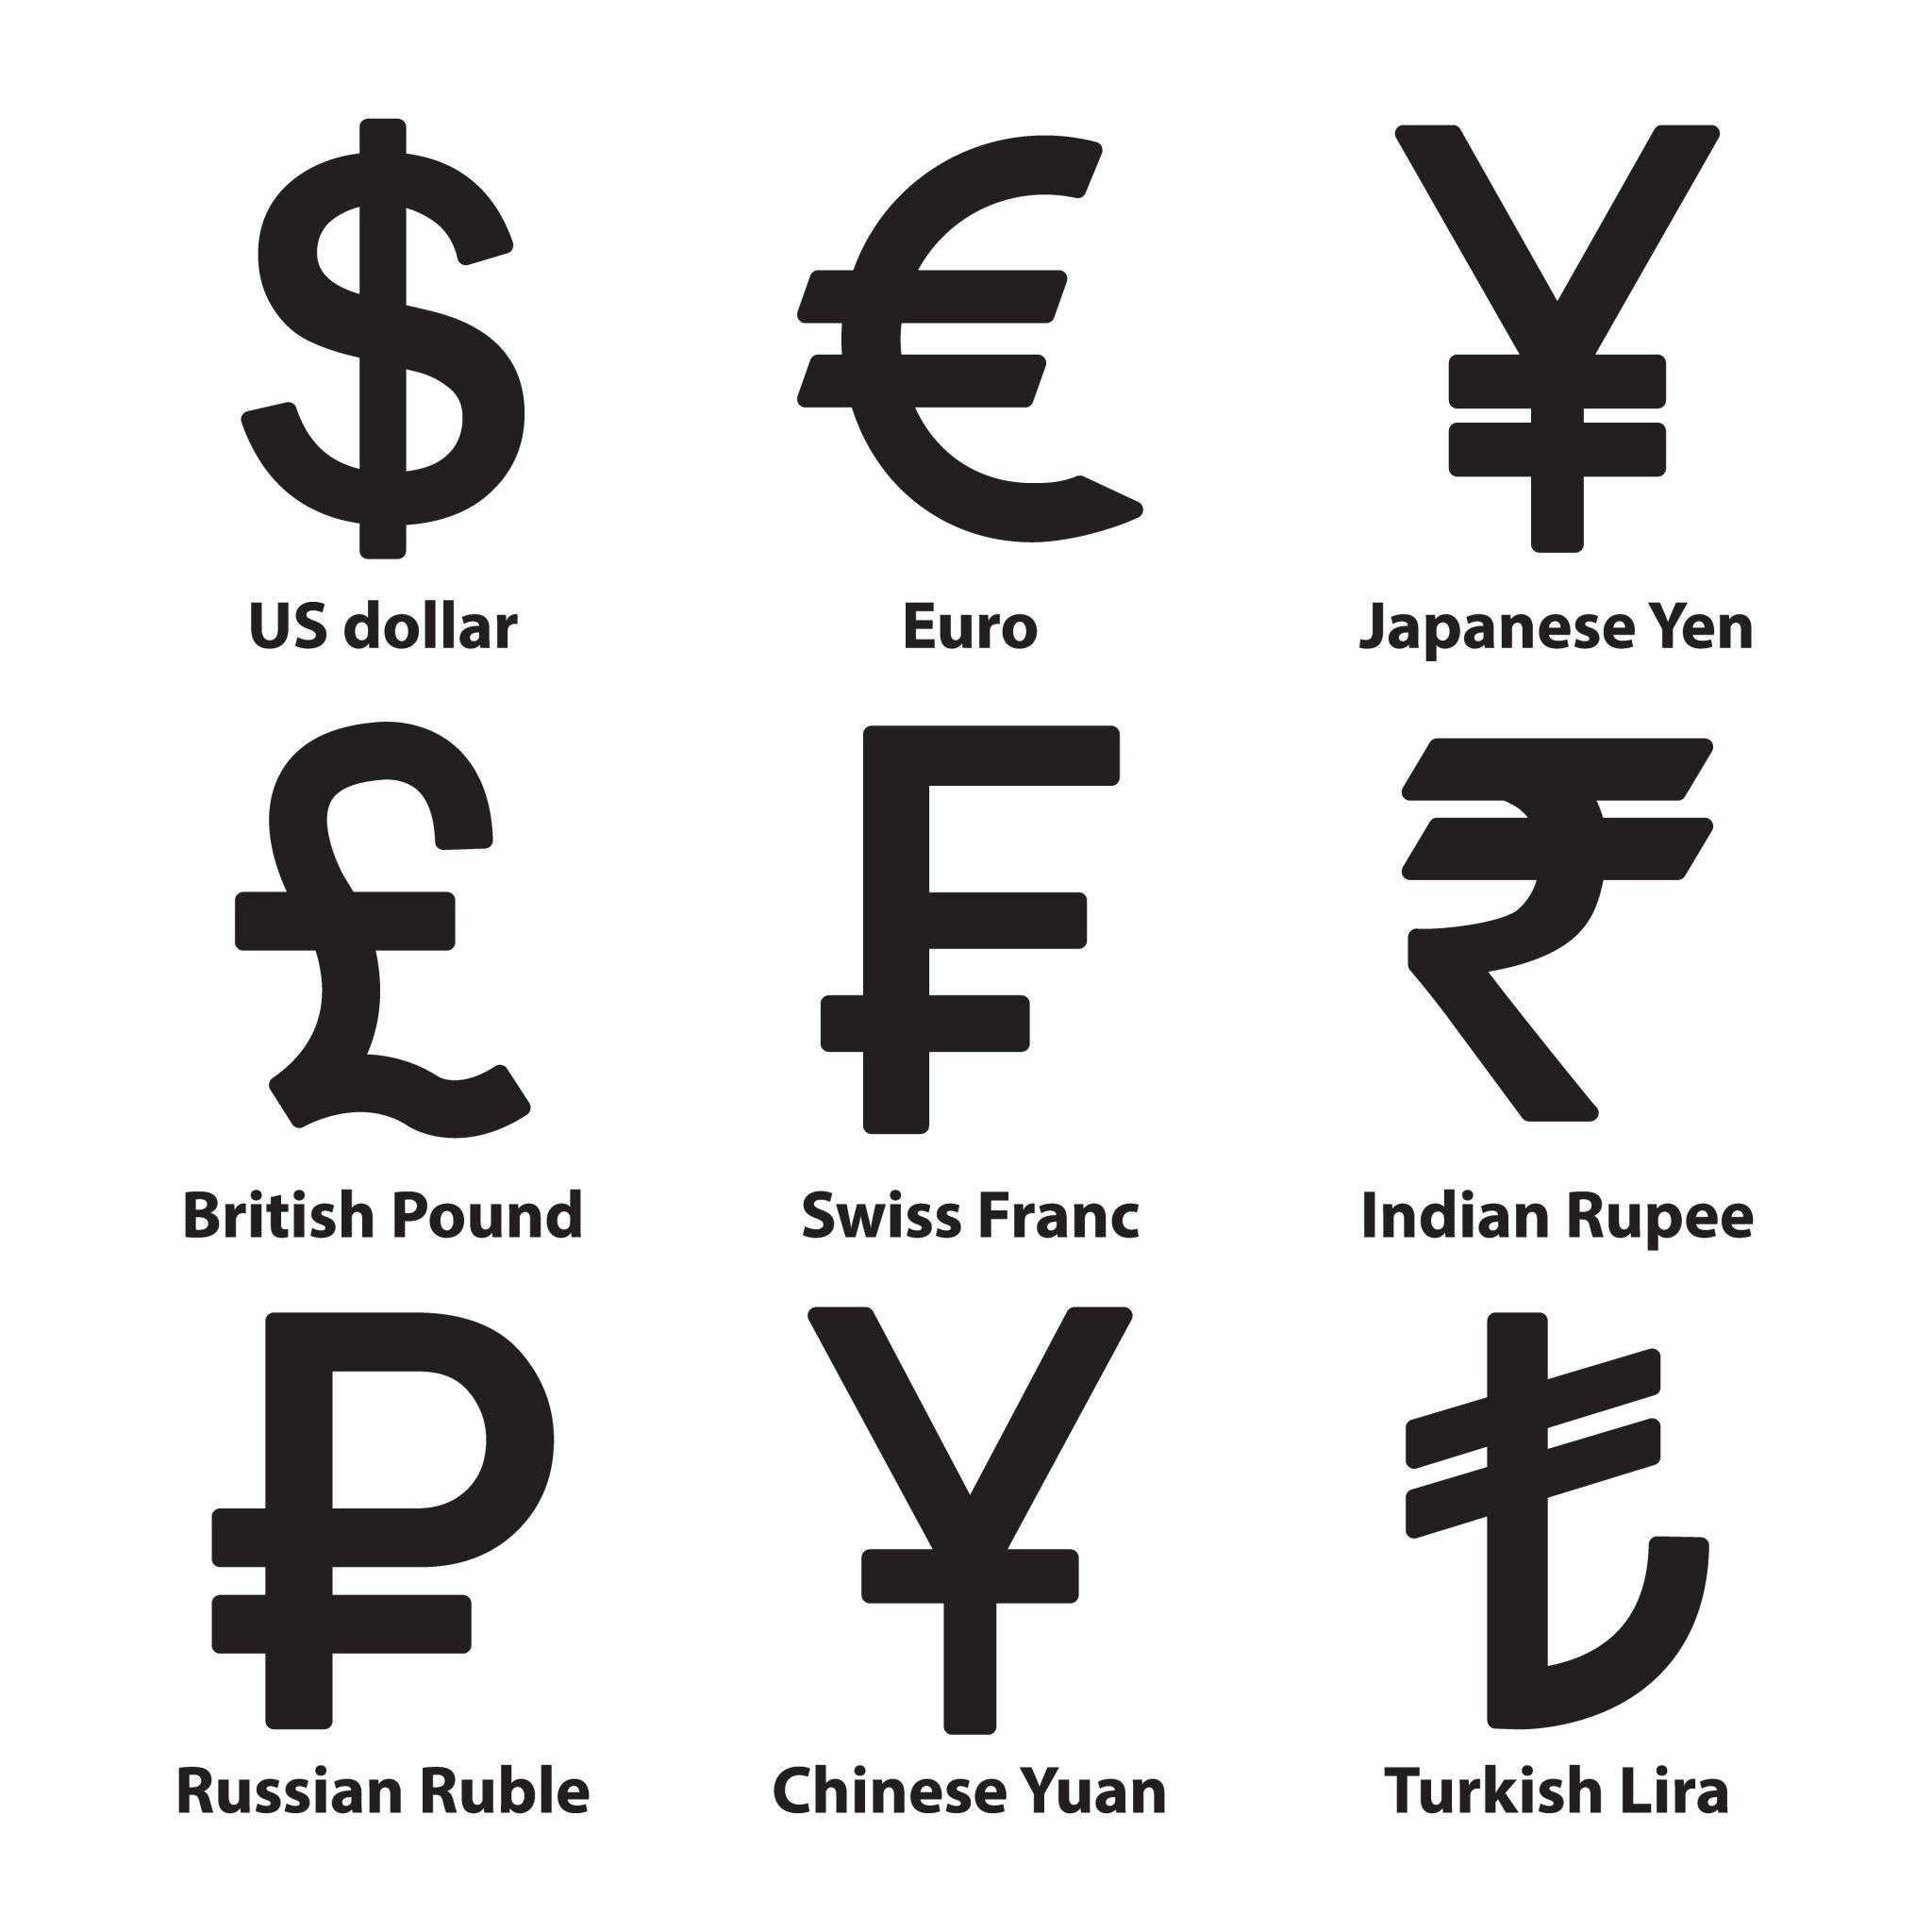 $ € ¥
US dollar Euro Japanese Yen
£ ₣ ₹
British Pound Swiss Franc Indian Rupee
₽ Ұ ₺
Russian Ruble Chinese Yuan Turkish Lira